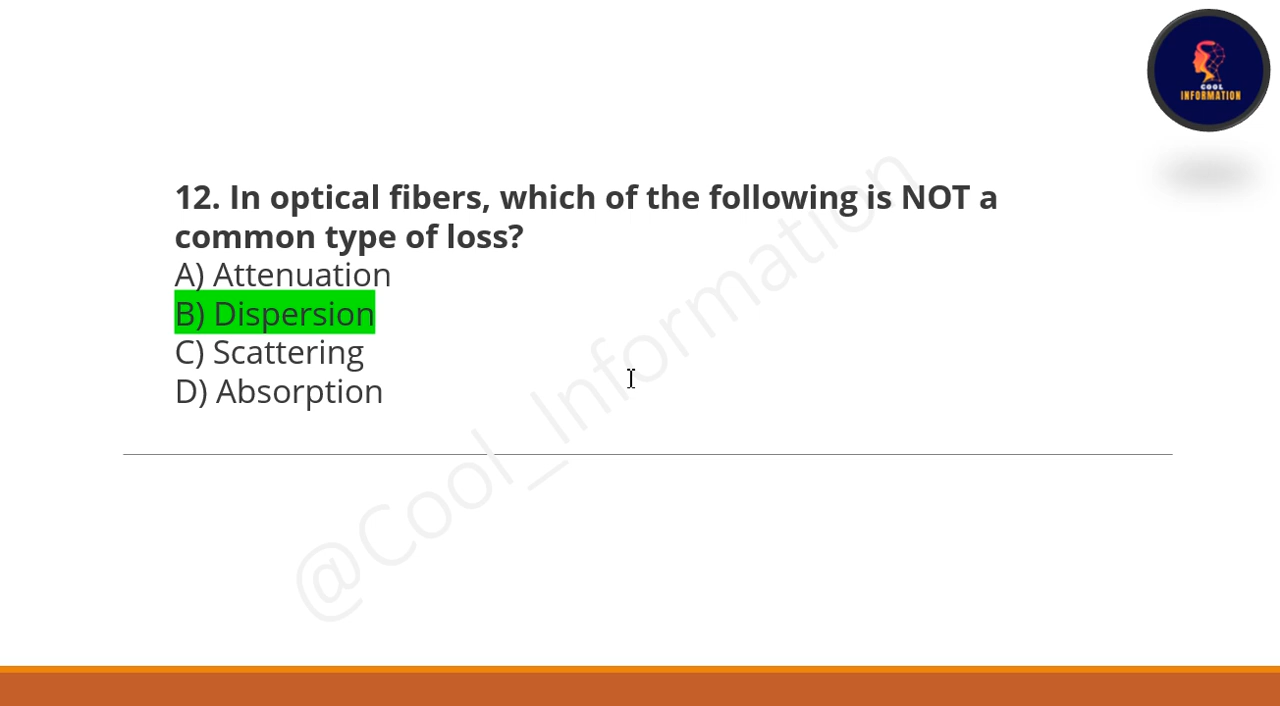 COOL
INFORMATION
12. In optical fibers, which of the following is NOT a
common type of loss?
A) Attenuation
B) Dispersion
C) Scattering
D) Absorption
@Cool_Information